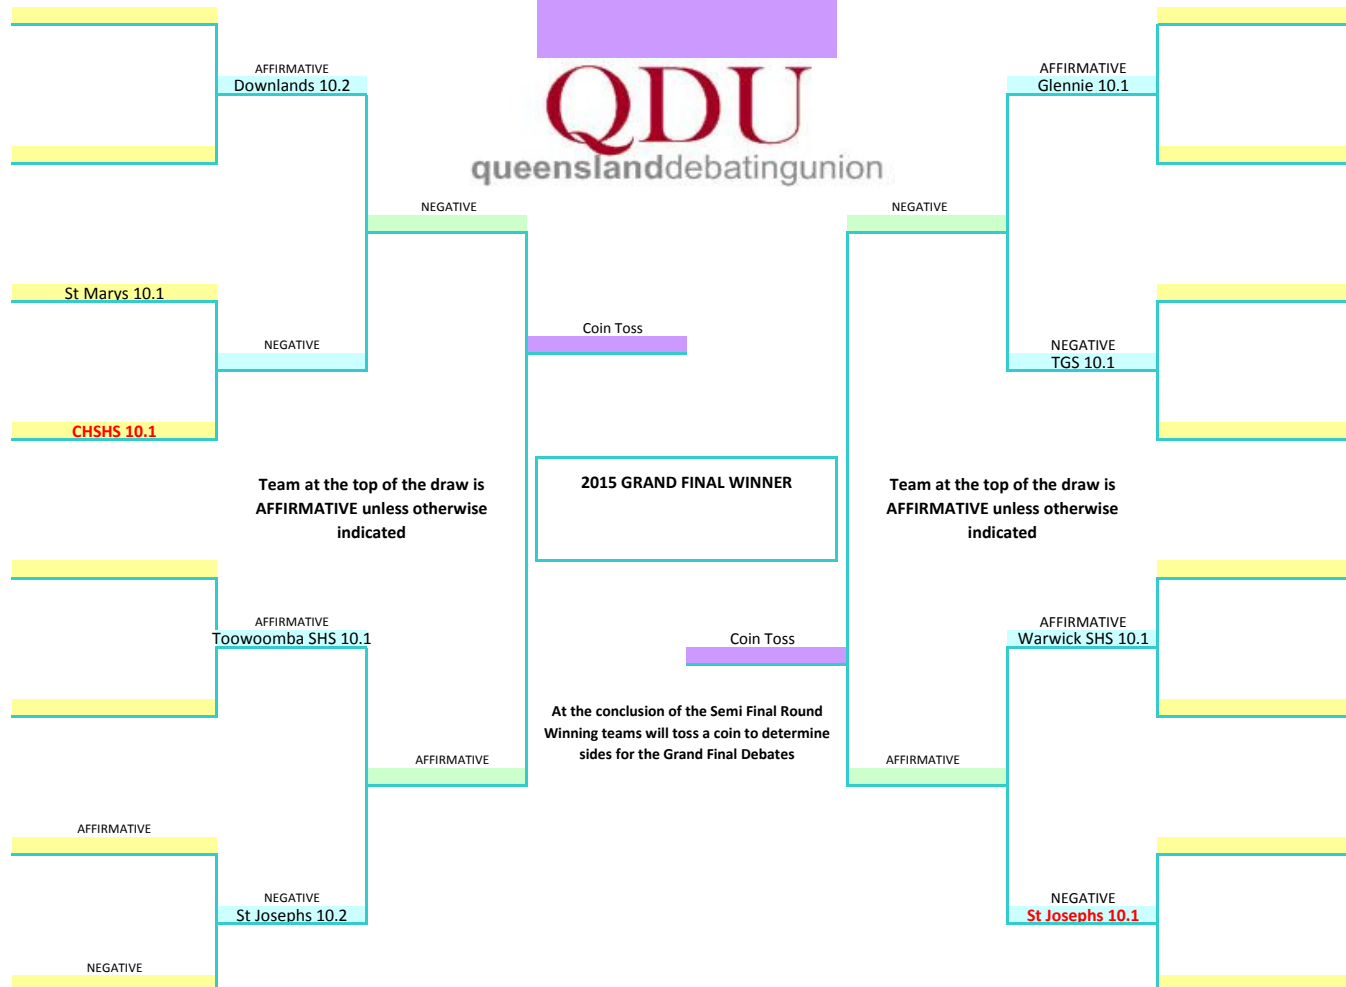 AFFIRMATIVE
Downlands 10.2
QDU
queenslanddebatingunion
AFFIRMATIVE
Glennie 10.1
NEGATIVE
NEGATIVE
St Marys 10.1
NEGATIVE
Coin Toss
NEGATIVE
TGS 10.1
CHSHS 10.1
Team at the top of the draw is
AFFIRMATIVE unless otherwise
indicated
2015 GRAND FINAL WINNER
Team at the top of the draw is
AFFIRMATIVE unless otherwise
indicated
AFFIRMATIVE
Toowoomba SHS 10.1
Coin Toss
AFFIRMATIVE
Warwick SHS 10.1
At the conclusion of the Semi Final Round
Winning teams will toss a coin to determine
sides for the Grand Final Debates
AFFIRMATIVE
AFFIRMATIVE
AFFIRMATIVE
NEGATIVE
St Josephs 10.2
NEGATIVE
St Josephs 10.1
NEGATIVE